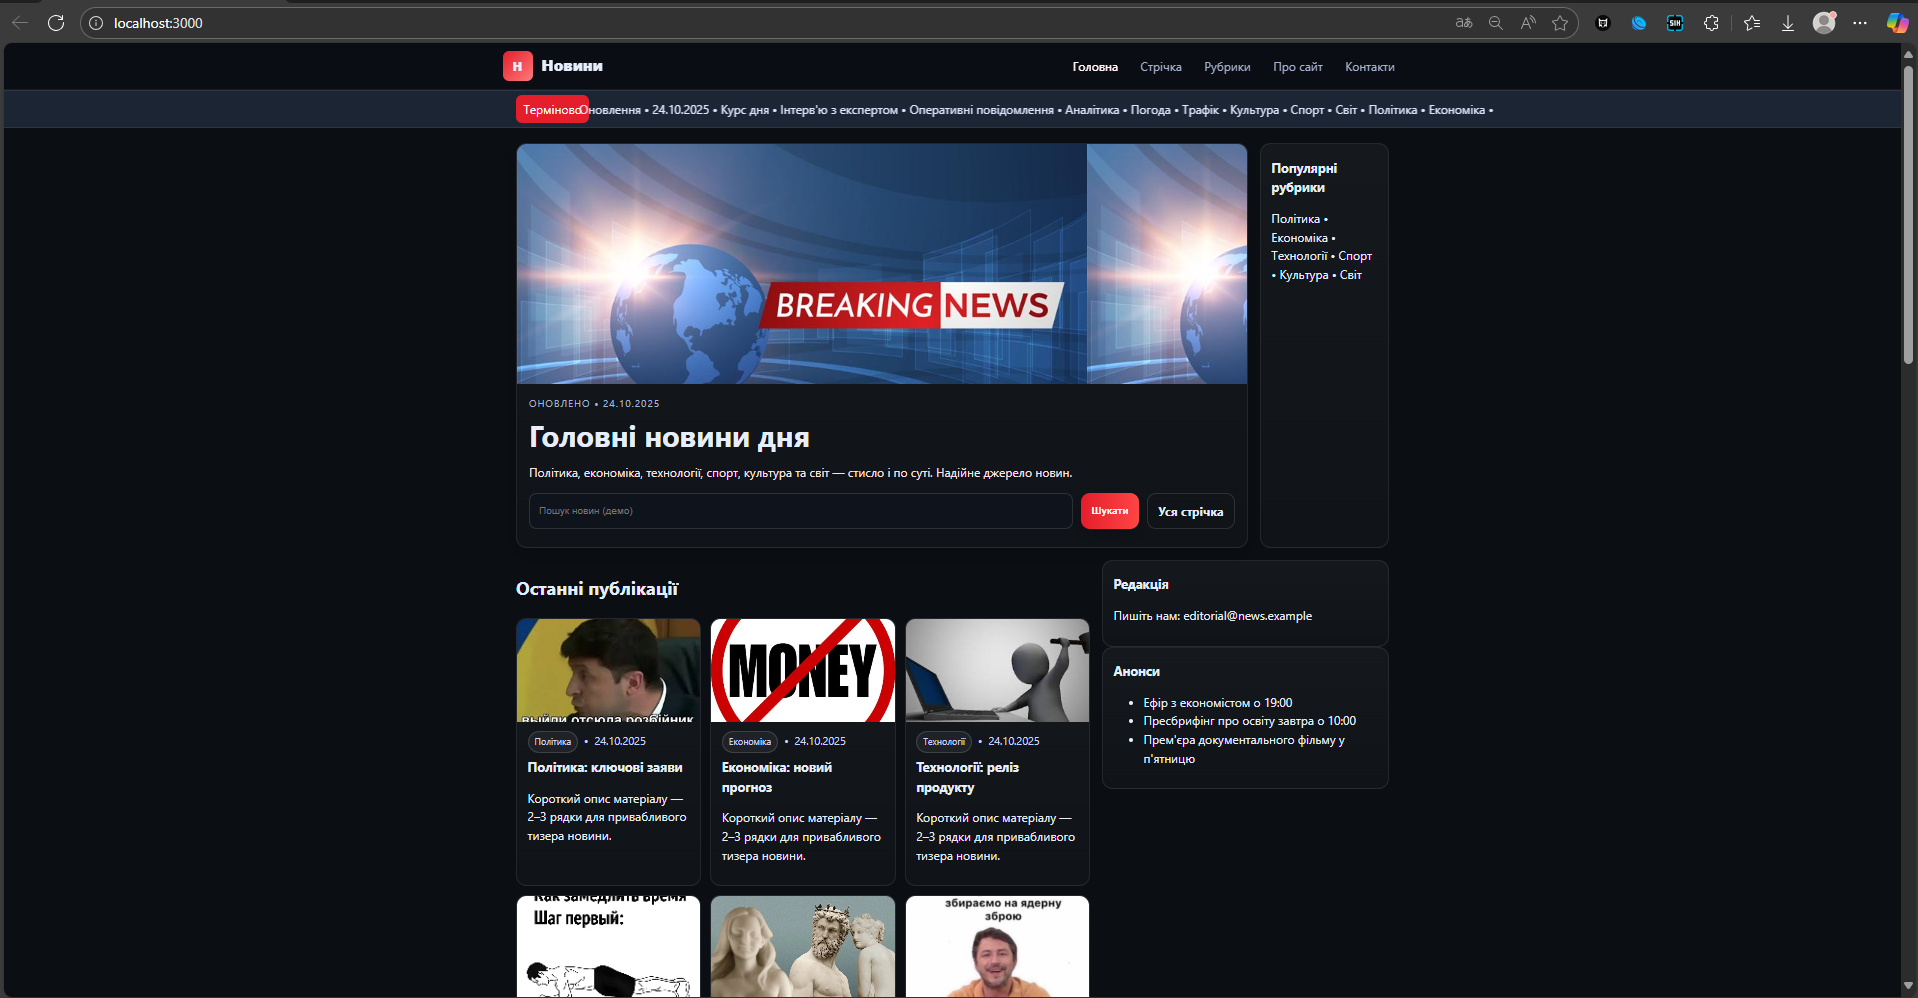 localhost:3000
н Новини
Головна Стрічка Рубрики Про сайт Контакти
Терміново Оновлення • 24.10.2025 • Курс дня • Інтерв'ю з експертом • Оперативні повідомлення • Аналітика • Погода • Трафік • Культура • Спорт • Світ • Політика • Економіка •
BREAKING NEWS
ОНОВЛЕНО • 24.10.2025
Головні новини дня
Політика, економіка, технології, спорт, культура та світ — стисло і по суті. Надійне джерело новин.
Пошук новин (демо)
Шукати
Уся стрічка
Популярні
рубрики
Політика •
Економіка •
Технології • Спорт
• Культура • Світ
Останні публікації
выйли отсюла розбійник
Політика • 24.10.2025
Політика: ключові заяви
Короткий опис матеріалу —
2–3 рядки для привабливого
тизера новини.
MONEY
Економіка • 24.10.2025
Економіка: новий
прогноз
Короткий опис матеріалу —
2–3 рядки для привабливого
тизера новини.
Технології • 24.10.2025
Технології: реліз
продукту
Короткий опис матеріалу —
2–3 рядки для привабливого
тизера новини.
Как замедлить время
Шаг первый:
збираємо на ядерну
зброю
Редакція
Пишіть нам: editorial@news.example
Анонси
• Ефір з економістом о 19:00
• Пресбрифінг про освіту завтра о 10:00
• Прем'єра документального фільму у
п'ятницю